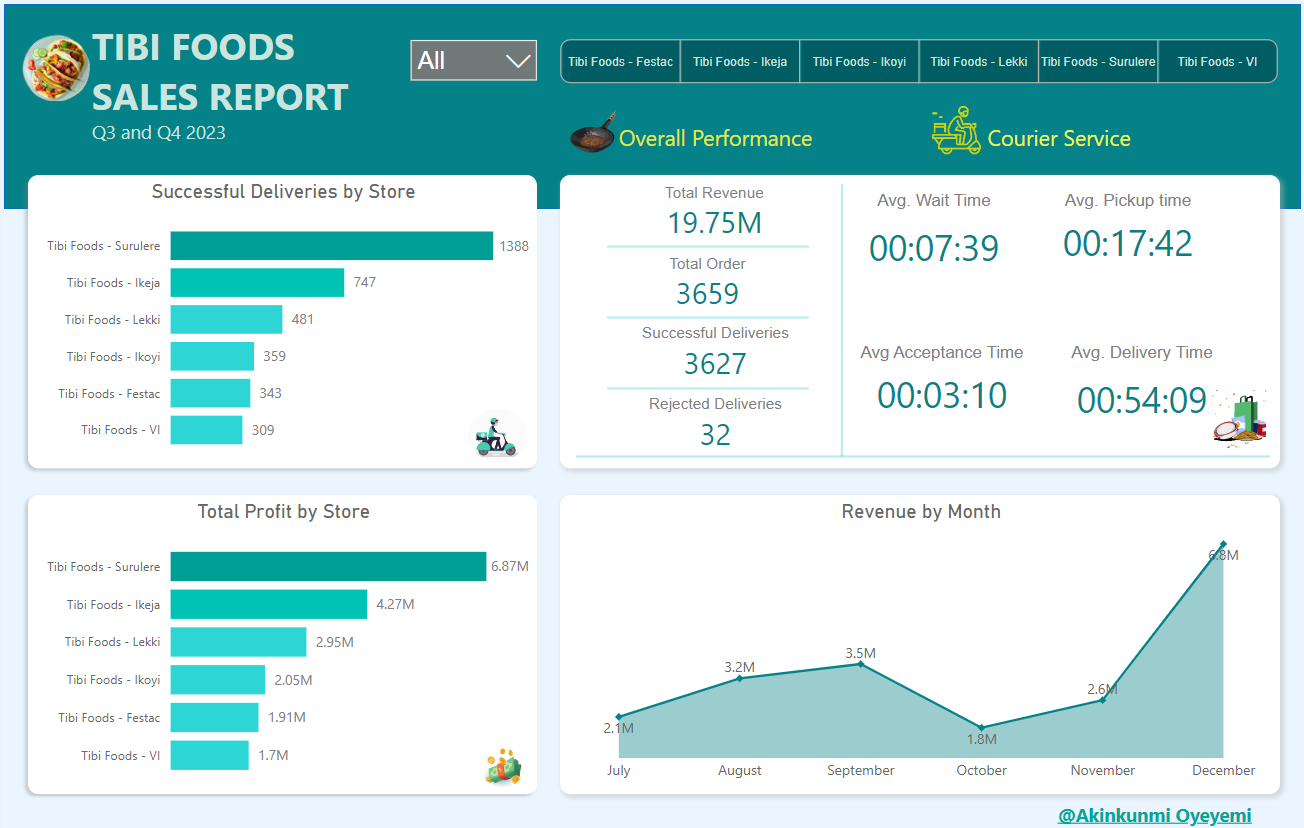 TIBI FOODS
SALES REPORT
Q3 and Q4 2023
All
Tibi Foods - Festac
Tibi Foods - Ikeja
Tibi Foods - Ikoyi
Tibi Foods - Lekki
Tibi Foods - Surulere
Tibi Foods - VI
Overall Performance
Courier Service
Successful Deliveries by Store
Tibi Foods - Surulere 1388
Tibi Foods - Ikeja 747
Tibi Foods - Lekki 481
Tibi Foods - Ikoyi 359
Tibi Foods - Festac 343
Tibi Foods - VI 309
Total Revenue
19.75M
Total Order
3659
Successful Deliveries
3627
Rejected Deliveries
32
Avg. Wait Time
00:07:39
Avg. Pickup time
00:17:42
Avg Acceptance Time
00:03:10
Avg. Delivery Time
00:54:09
Total Profit by Store
Tibi Foods - Surulere 6.87M
Tibi Foods - Ikeja 4.27M
Tibi Foods - Lekki 2.95M
Tibi Foods - Ikoyi 2.05M
Tibi Foods - Festac 1.91M
Tibi Foods - VI 1.7M
Revenue by Month
2.1M
3.2M
3.5M
1.8M
2.6M
6.8M
July
August
September
October
November
December
@Akinkunmi Oyeyemi